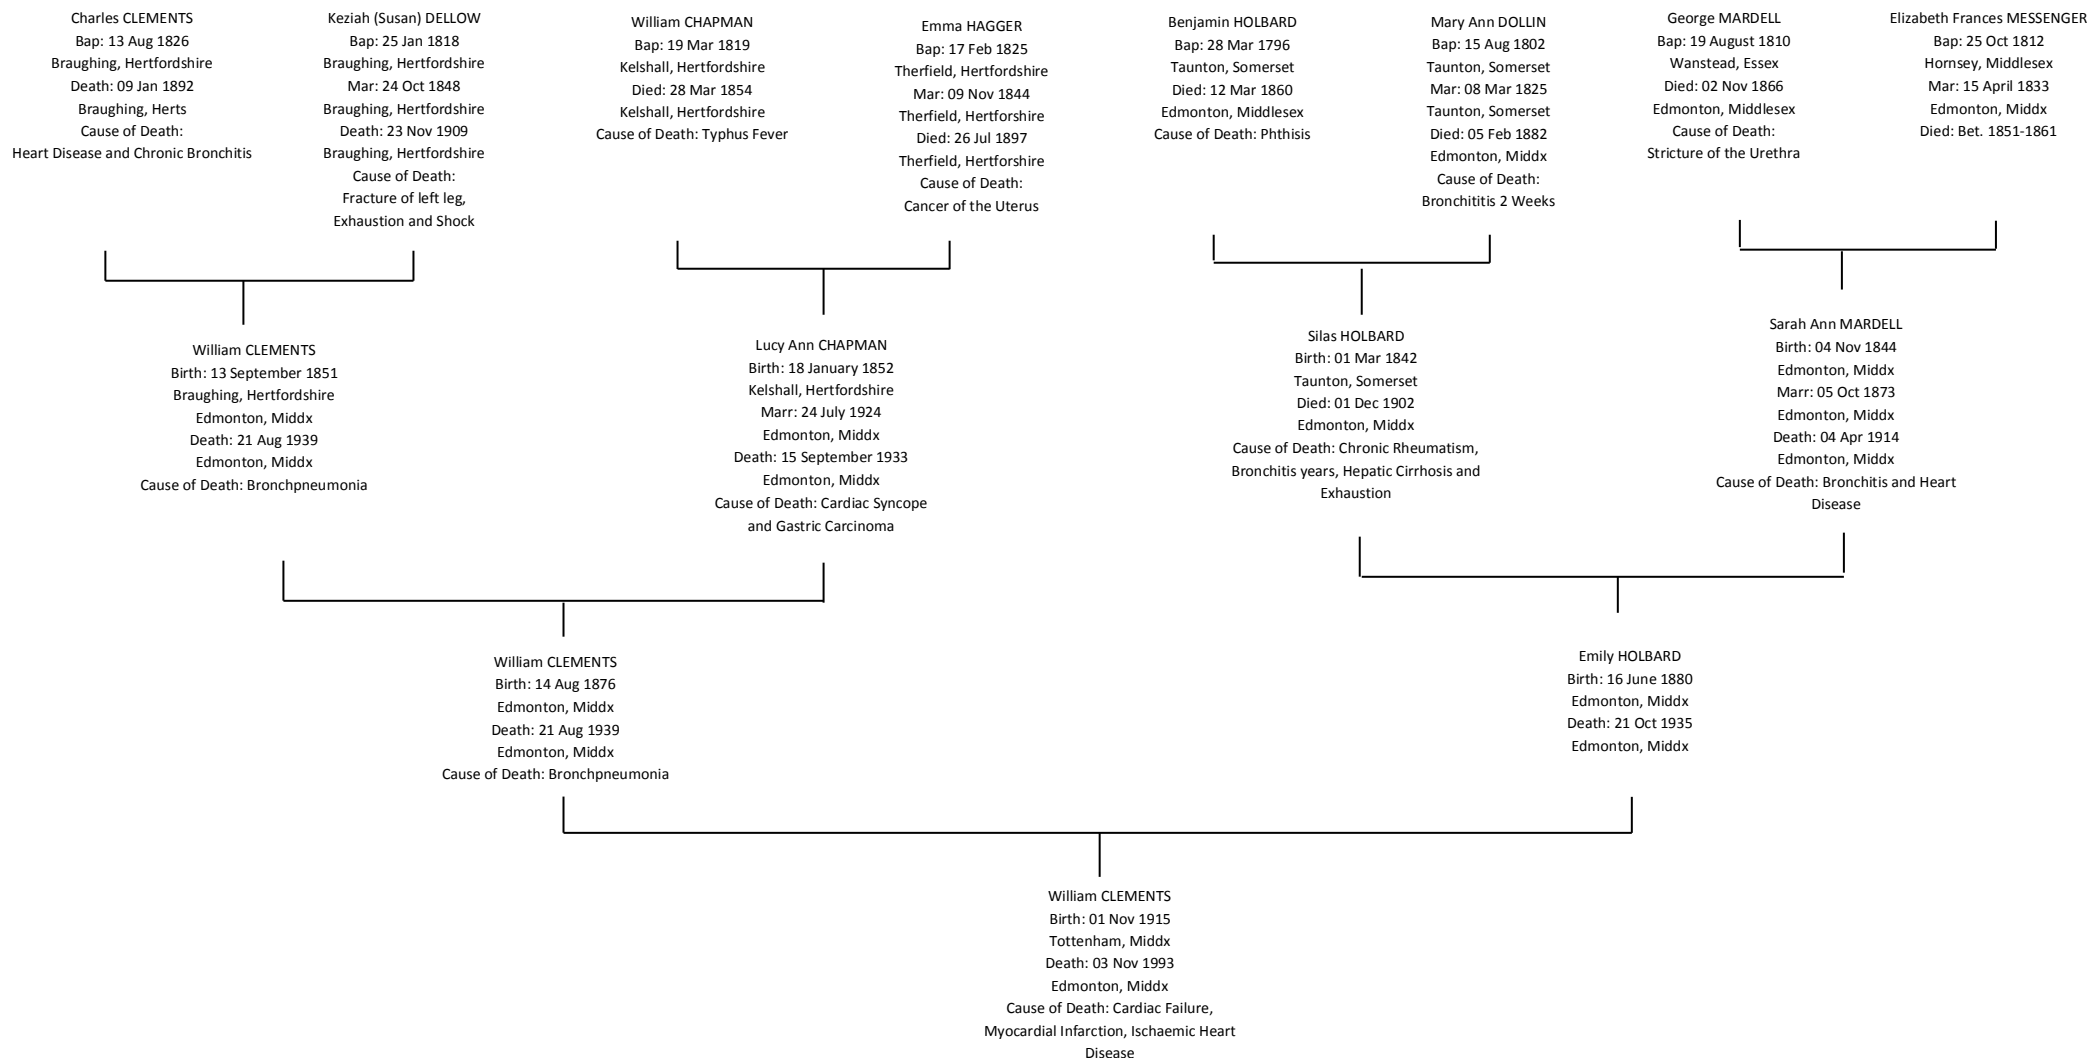 Charles CLEMENTS
Bap: 13 Aug 1826
Braughing, Hertfordshire
Death: 09 Jan 1892
Braughing, Herts
Cause of Death:
Heart Disease and Chronic Bronchitis
Keziah (Susan) DELLOW
Bap: 25 Jan 1818
Braughing, Hertfordshire
Mar: 24 Oct 1848
Braughing, Hertfordshire
Death: 23 Nov 1909
Braughing, Hertfordshire
Cause of Death:
Fracture of left leg,
Exhaustion and Shock
William CHAPMAN
Bap: 19 Mar 1819
Kelshall, Hertfordshire
Died: 28 Mar 1854
Kelshall, Hertfordshire
Cause of Death: Typhus Fever
Emma HAGGER
Bap: 17 Feb 1825
Therfield, Hertfordshire
Mar: 09 Nov 1844
Therfield, Hertforshire
Died: 26 Jul 1897
Therfield, Hertforshire
Cause of Death:
Cancer of the Uterus
Benjamin HOLBARD
Bap: 28 Mar 1796
Taunton, Somerset
Died: 12 Mar 1860
Edmonton, Middlesex
Cause of Death: Phthisis
Mary Ann DOLLIN
Bap: 15 Aug 1802
Taunton, Somerset
Mar: 08 Mar 1825
Taunton, Somerset
Died: 05 Feb 1882
Edmonton, Middx
Cause of Death:
Bronchititis 2 Weeks
George MARDELL
Bap: 19 August 1810
Wanstead, Essex
Died: 02 Nov 1866
Edmonton, Middlesex
Cause of Death:
Stricture of the Urethra
Elizabeth Frances MESSENGER
Bap: 25 Oct 1812
Hornsey, Middlesex
Mar: 15 April 1833
Edmonton, Middx
Died: Bet. 1851-1861
William CLEMENTS
Birth: 13 September 1851
Braughing, Hertfordshire
Edmonton, Middx
Death: 21 Aug 1939
Edmonton, Middx
Cause of Death: Bronchpneumonia
Lucy Ann CHAPMAN
Birth: 18 January 1852
Kelshall, Hertfordshire
Marr: 24 July 1924
Edmonton, Middx
Death: 15 September 1933
Edmonton, Middx
Cause of Death: Cardiac Syncope
and Gastric Carcinoma
Silas HOLBARD
Birth: 01 Mar 1842
Taunton, Somerset
Died: 01 Dec 1902
Edmonton, Middx
Cause of Death: Chronic Rheumatism,
Bronchitis years, Hepatic Cirrhosis and
Exhaustion
Sarah Ann MARDELL
Birth: 04 Nov 1844
Edmonton, Middx
Marr: 05 Oct 1873
Edmonton, Middx
Death: 04 Apr 1914
Edmonton, Middx
Cause of Death: Bronchitis and Heart
Disease
William CLEMENTS
Birth: 14 Aug 1876
Edmonton, Middx
Death: 21 Aug 1939
Edmonton, Middx
Cause of Death: Bronchpneumonia
Emily HOLBARD
Birth: 16 June 1880
Edmonton, Middx
Death: 21 Oct 1935
Edmonton, Middx
William CLEMENTS
Birth: 01 Nov 1915
Tottenham, Middx
Death: 03 Nov 1993
Edmonton, Middx
Cause of Death: Cardiac Failure,
Myocardial Infarction, Ischaemic Heart
Disease